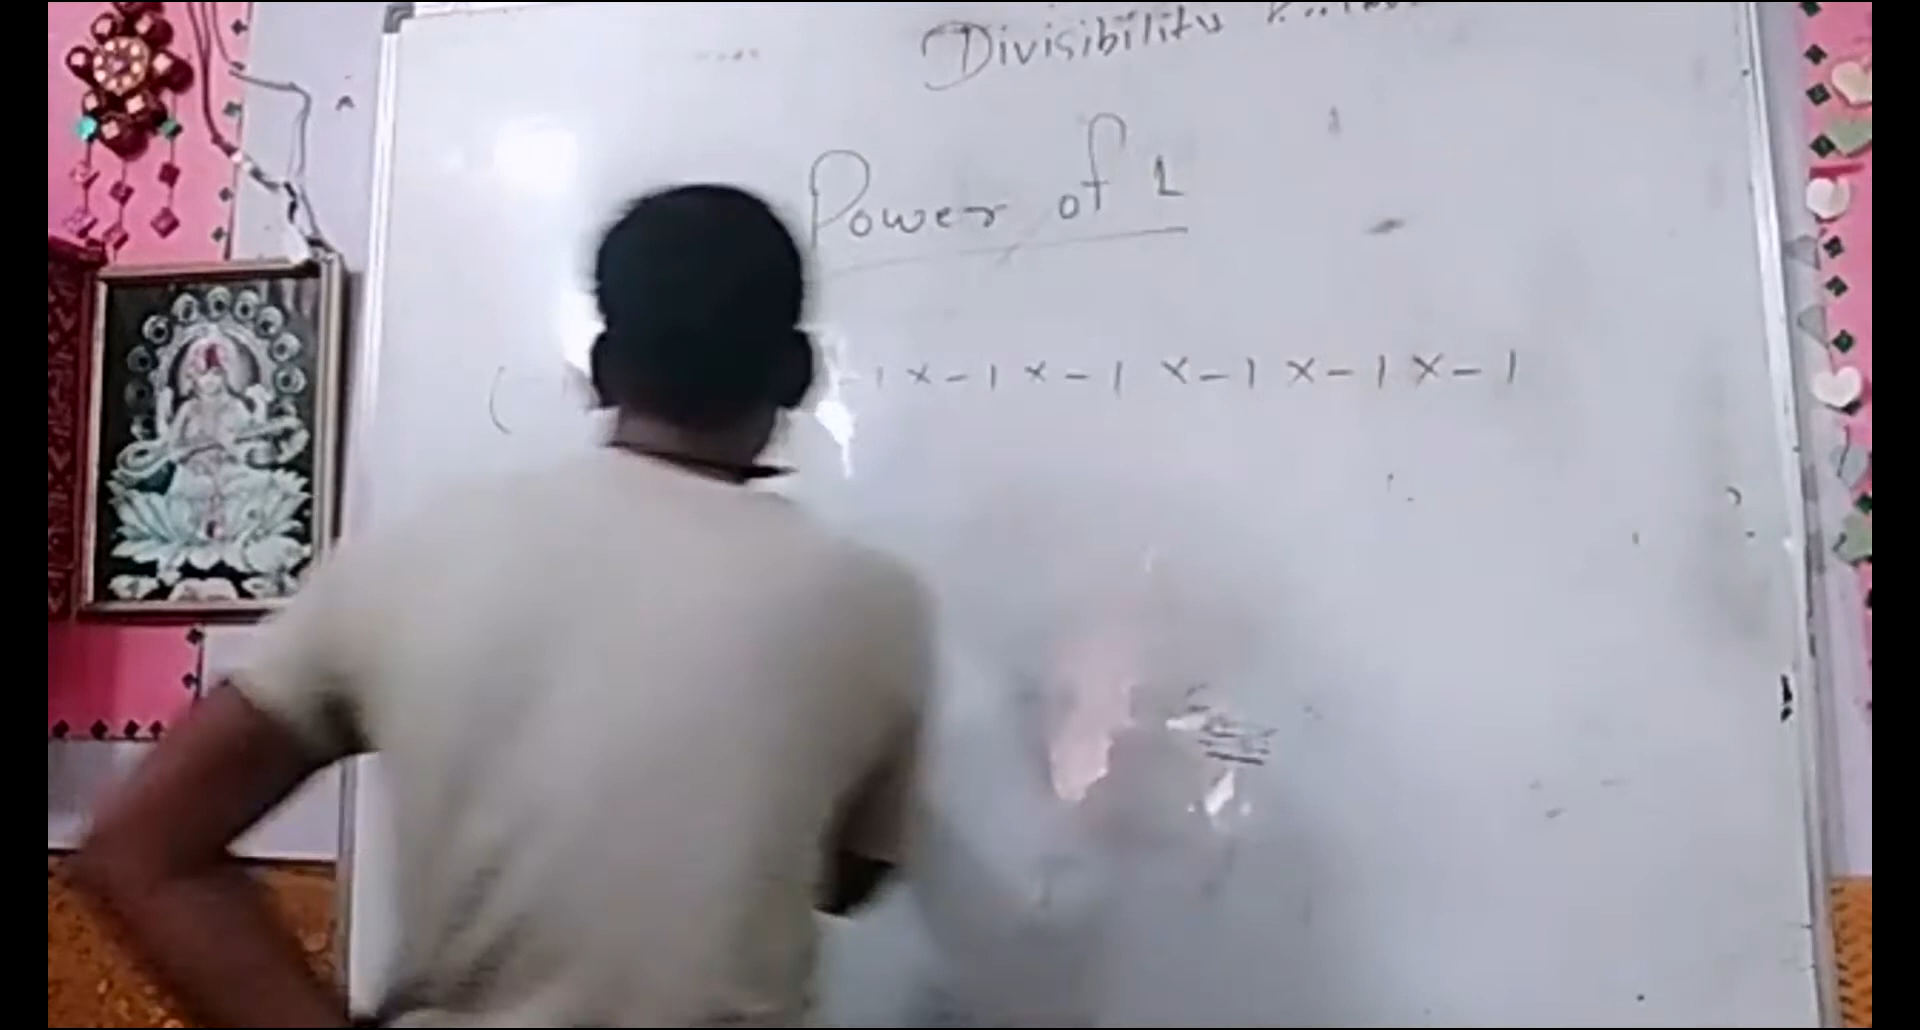 Divisibility
Power of 1
(- -1 x -1 x -1 x -1 x -1 x -1